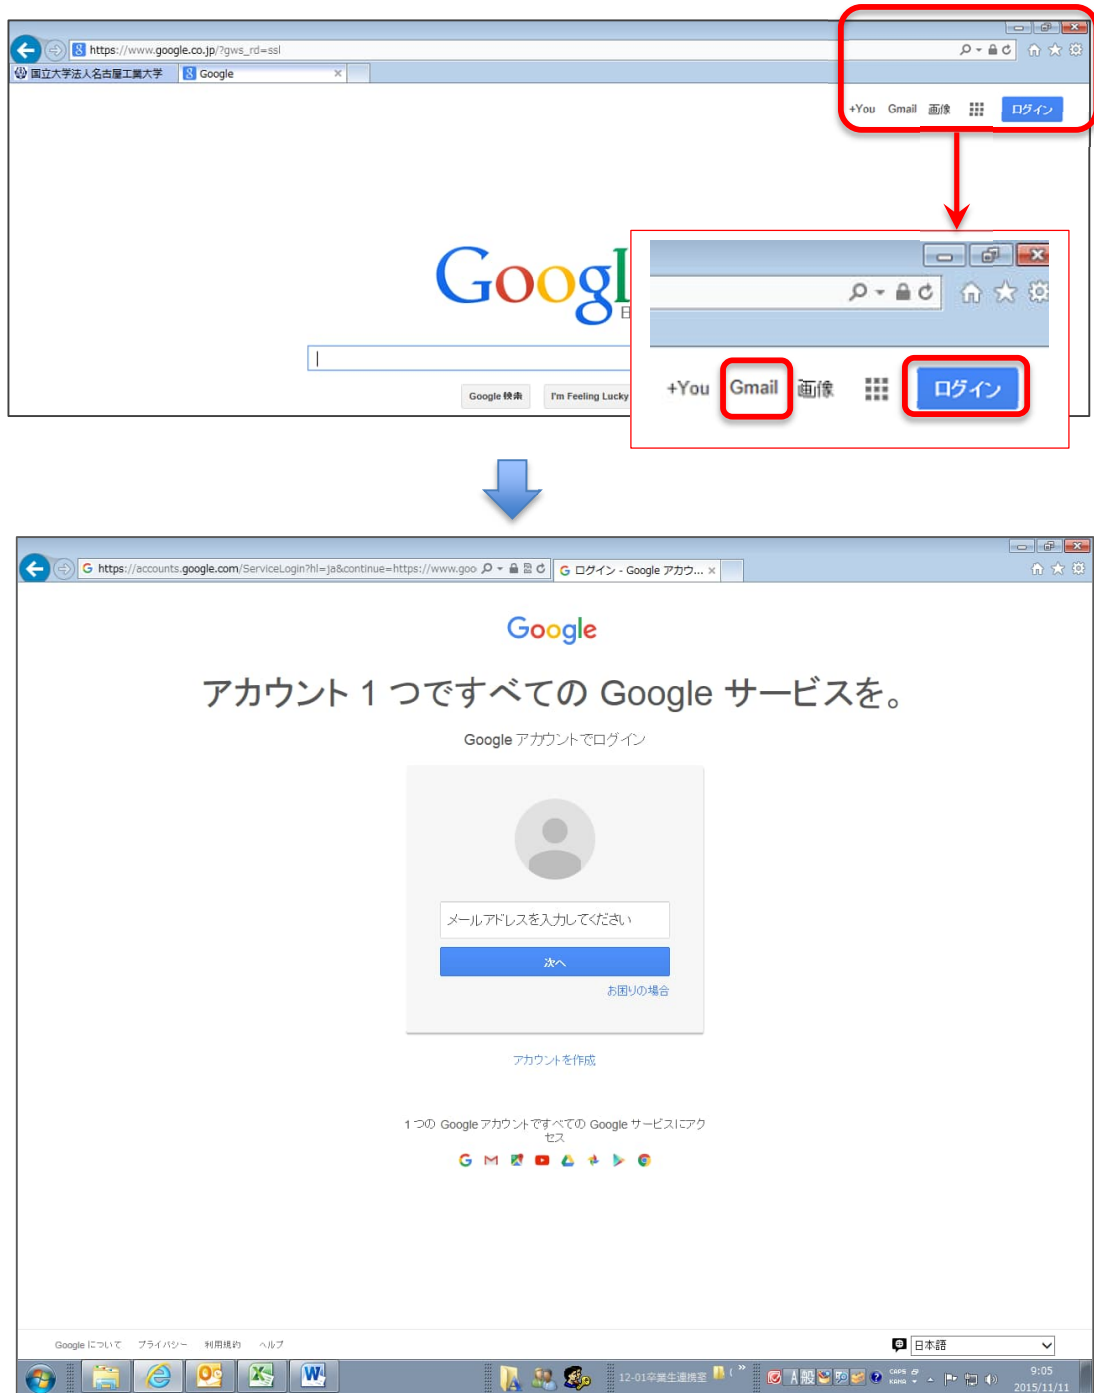 https://www.google.co.jp/?gws_rd=ssl
国立大学法人名古屋工業大学
Google
+You Gmail 画像 ログイン
Googl
Google 検索 I'm Feeling Lucky
+You Gmail 画像 ログイン
https://accounts.google.com/ServiceLogin?hl=ja&continue=https://www.goo
ログイン - Google アカウ...
Google
アカウント 1 つですべての Google サービスを。
Google アカウントでログイン
メールアドレスを入力してください
次へ
お困りの場合
アカウントを作成
1 つの Google アカウントですべての Google サービスにアク
セス
Google について プライバシー 利用規約 ヘルプ
日本語
12-01卒業生連携室
A 般
CAPS
KANA
9:05
2015/11/11